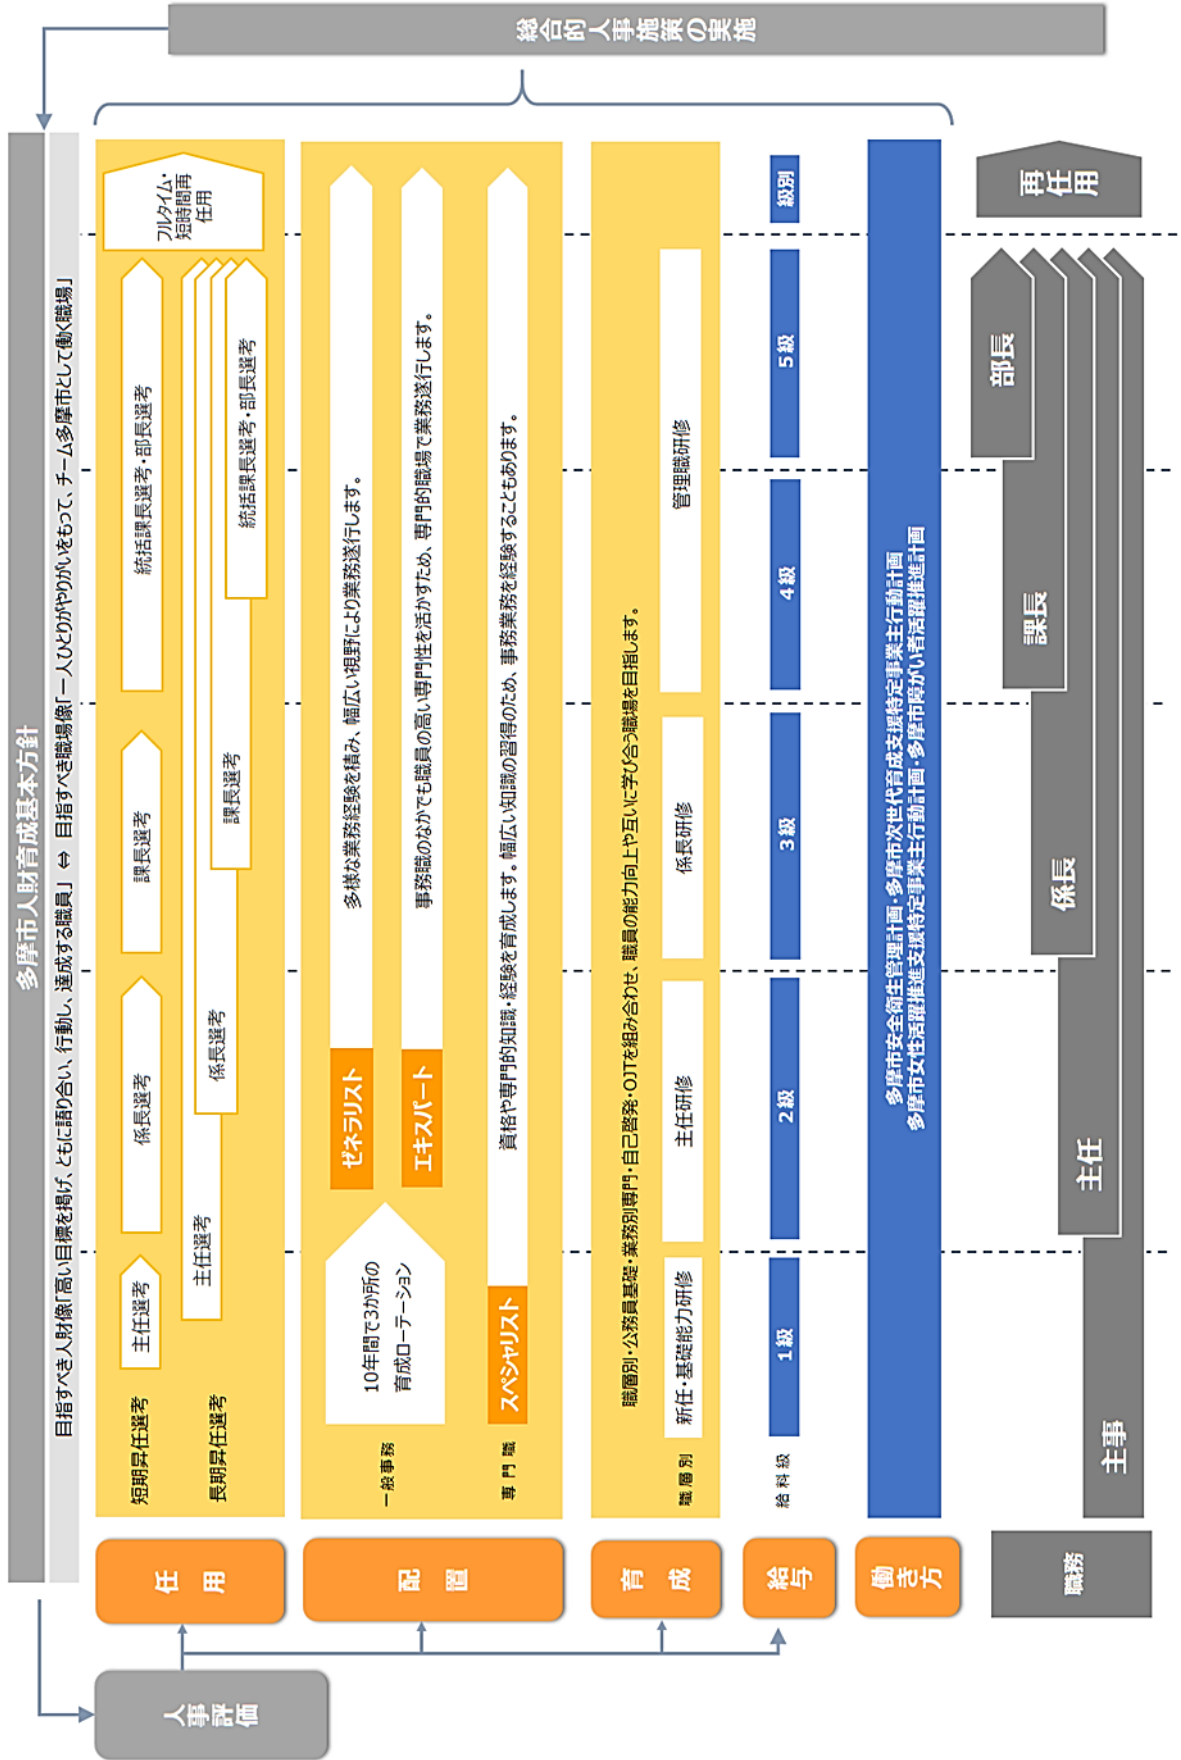 多摩市人財育成基本方針
目指すべき人財像「高い目標を掲げ、ともに語り合い、行動し、達成する職員」 ⇔ 目指すべき職場像「一人ひとりがやりがいをもって、チーム多摩市として働く職場」
人事評価
任用
短期昇任選考
主任選考
係長選考
課長選考
統括課長選考・部長選考
フルタイム・
短時間再
任用
長期昇任選考
主任選考
係長選考
課長選考
統括課長選考・部長選考
配置
一般事務
10年間で3か所の
育成ローテーション
ゼネラリスト
多様な業務経験を積み、幅広い視野により業務遂行します。
エキスパート
事務職のなかでも職員の高い専門性を活かすため、専門的職場で業務遂行します。
専門職
スペシャリスト
資格や専門的知識・経験を育成します。幅広い知識の習得のため、事務業務を経験することもあります。
育成
職層別・公務員基礎・業務別専門・自己啓発・OJTを組み合わせ、職員の能力向上や互いに学び合う職場を目指します。
職層別
新任・基礎能力研修
主任研修
係長研修
管理職研修
給与
給料級
1級
2級
3級
4級
5級
級別
働き方
多摩市安全衛生管理計画・多摩市次世代育成支援特定事業主行動計画
多摩市女性活躍推進支援特定事業主行動計画・多摩市障がい者活躍推進計画
職務
主事
主任
係長
課長
部長
再任用
総合的人事施策の実施